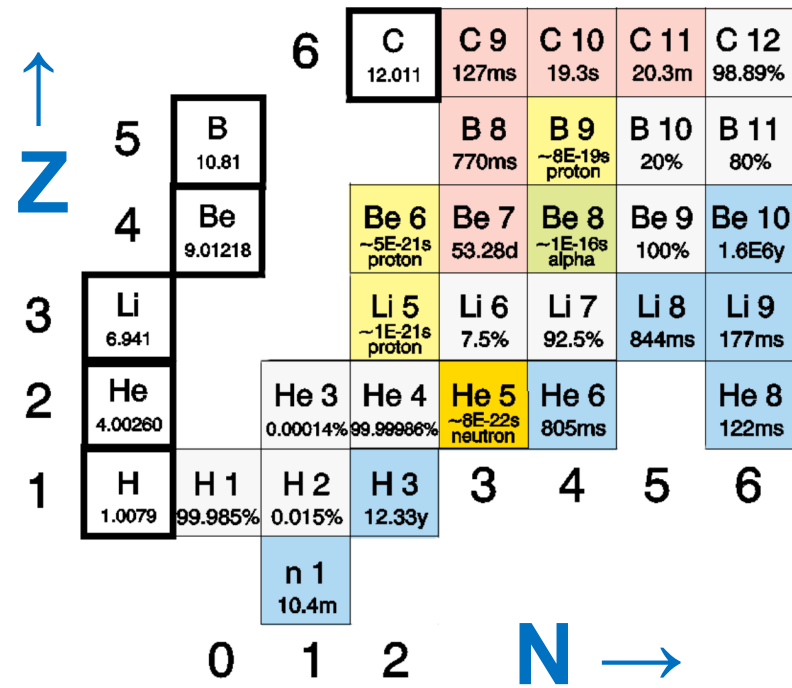 6
C
12.011
C 9
127ms
C 10
19.3s
C 11
20.3m
C 12
98.89%
Z
5
B
10.81
B 8
770ms
B 9
~8E-19s
proton
B 10
20%
B 11
80%
4
Be
9.01218
Be 6
~5E-21s
proton
Be 7
53.28d
Be 8
~1E-16s
alpha
Be 9
100%
Be 10
1.6E6y
3
Li
6.941
Li 5
~1E-21s
proton
Li 6
7.5%
Li 7
92.5%
Li 8
844ms
Li 9
177ms
2
He
4.00260
He 3
0.00014%
He 4
99.99986%
He 5
~8E-22s
neutron
He 6
805ms
He 8
122ms
1
H
1.0079
H 1
99.985%
H 2
0.015%
H 3
12.33y
3
4
5
6
n 1
10.4m
0
1
2
N